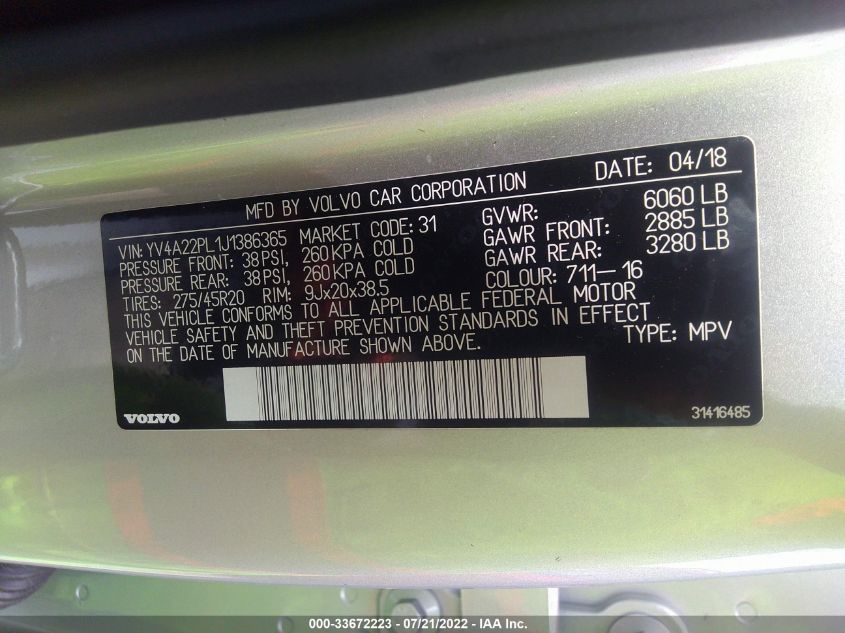 MFD BY VOLVO CAR CORPORATION DATE: 04/18
VIN: YV4A22PL1J1386365 MARKET CODE: 31 GVWR: 6060 LB
PRESSURE FRONT: 38 PSI, 260 KPA COLD GAWR FRONT: 2885 LB
PRESSURE REAR: 38 PSI, 260 KPA COLD GAWR REAR: 3280 LB
TIRES: 275/45R20 RIM: 9Jx20x38.5 COLOUR: 711-16
THIS VEHICLE CONFORMS TO ALL APPLICABLE FEDERAL MOTOR
VEHICLE SAFETY AND THEFT PREVENTION STANDARDS IN EFFECT
ON THE DATE OF MANUFACTURE SHOWN ABOVE. TYPE: MPV
VOLVO 31416485
000-33672223 - 07/21/2022 - IAA Inc.